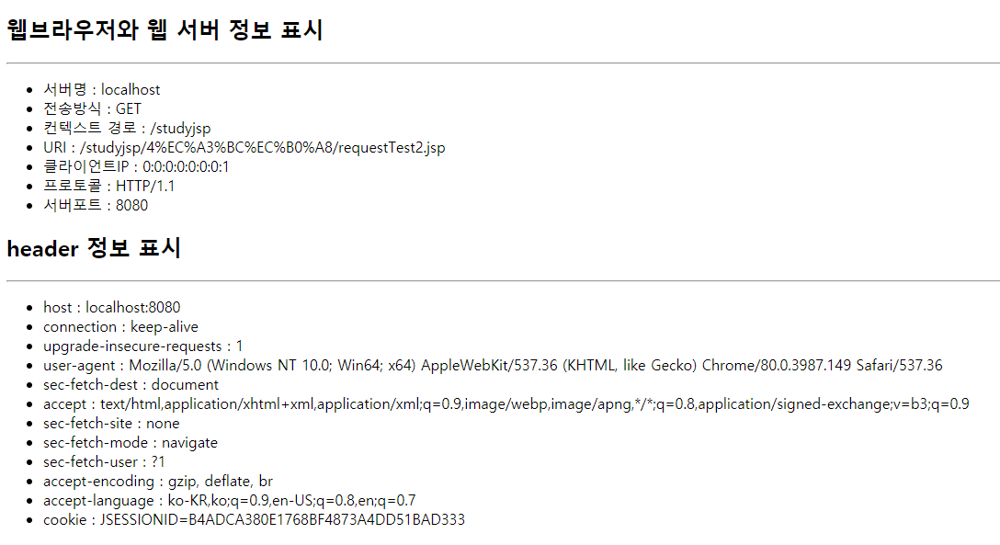 웹브라우저와 웹 서버 정보 표시
서버명 : localhost
전송방식 : GET
컨텍스트 경로 : /studyjsp
URI : /studyjsp/4%EC%A3%BC%EC%B0%A8/requestTest2.jsp
클라이언트IP : 0:0:0:0:0:0:0:1
프로토콜 : HTTP/1.1
서버포트 : 8080
header 정보 표시
host : localhost:8080
connection : keep-alive
upgrade-insecure-requests : 1
user-agent : Mozilla/5.0 (Windows NT 10.0; Win64; x64) AppleWebKit/537.36 (KHTML, like Gecko) Chrome/80.0.3987.149 Safari/537.36
sec-fetch-dest : document
accept : text/html,application/xhtml+xml,application/xml;q=0.9,image/webp,image/apng,*/*;q=0.8,application/signed-exchange;v=b3;q=0.9
sec-fetch-site : none
sec-fetch-mode : navigate
sec-fetch-user : ?1
accept-encoding : gzip, deflate, br
accept-language : ko-KR,ko;q=0.9,en-US;q=0.8,en;q=0.7
cookie : JSESSIONID=B4ADCA380E1768BF4873A4DD51BAD333